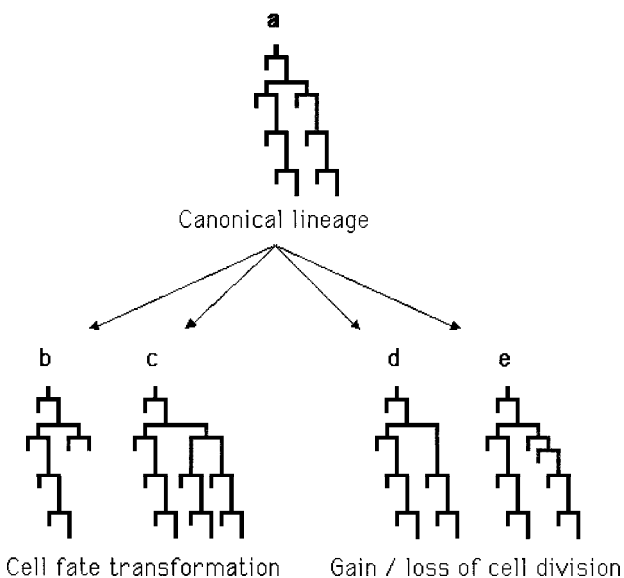 a
Canonical lineage
b c d e
Cell fate transformation Gain / loss of cell division